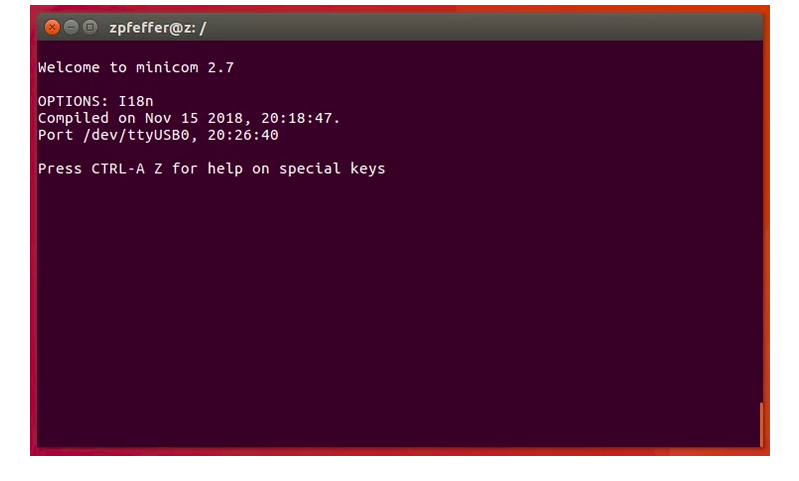 zpfeffer@z: /
Welcome to minicom 2.7
OPTIONS: I18n
Compiled on Nov 15 2018, 20:18:47.
Port /dev/ttyUSB0, 20:26:40
Press CTRL-A Z for help on special keys